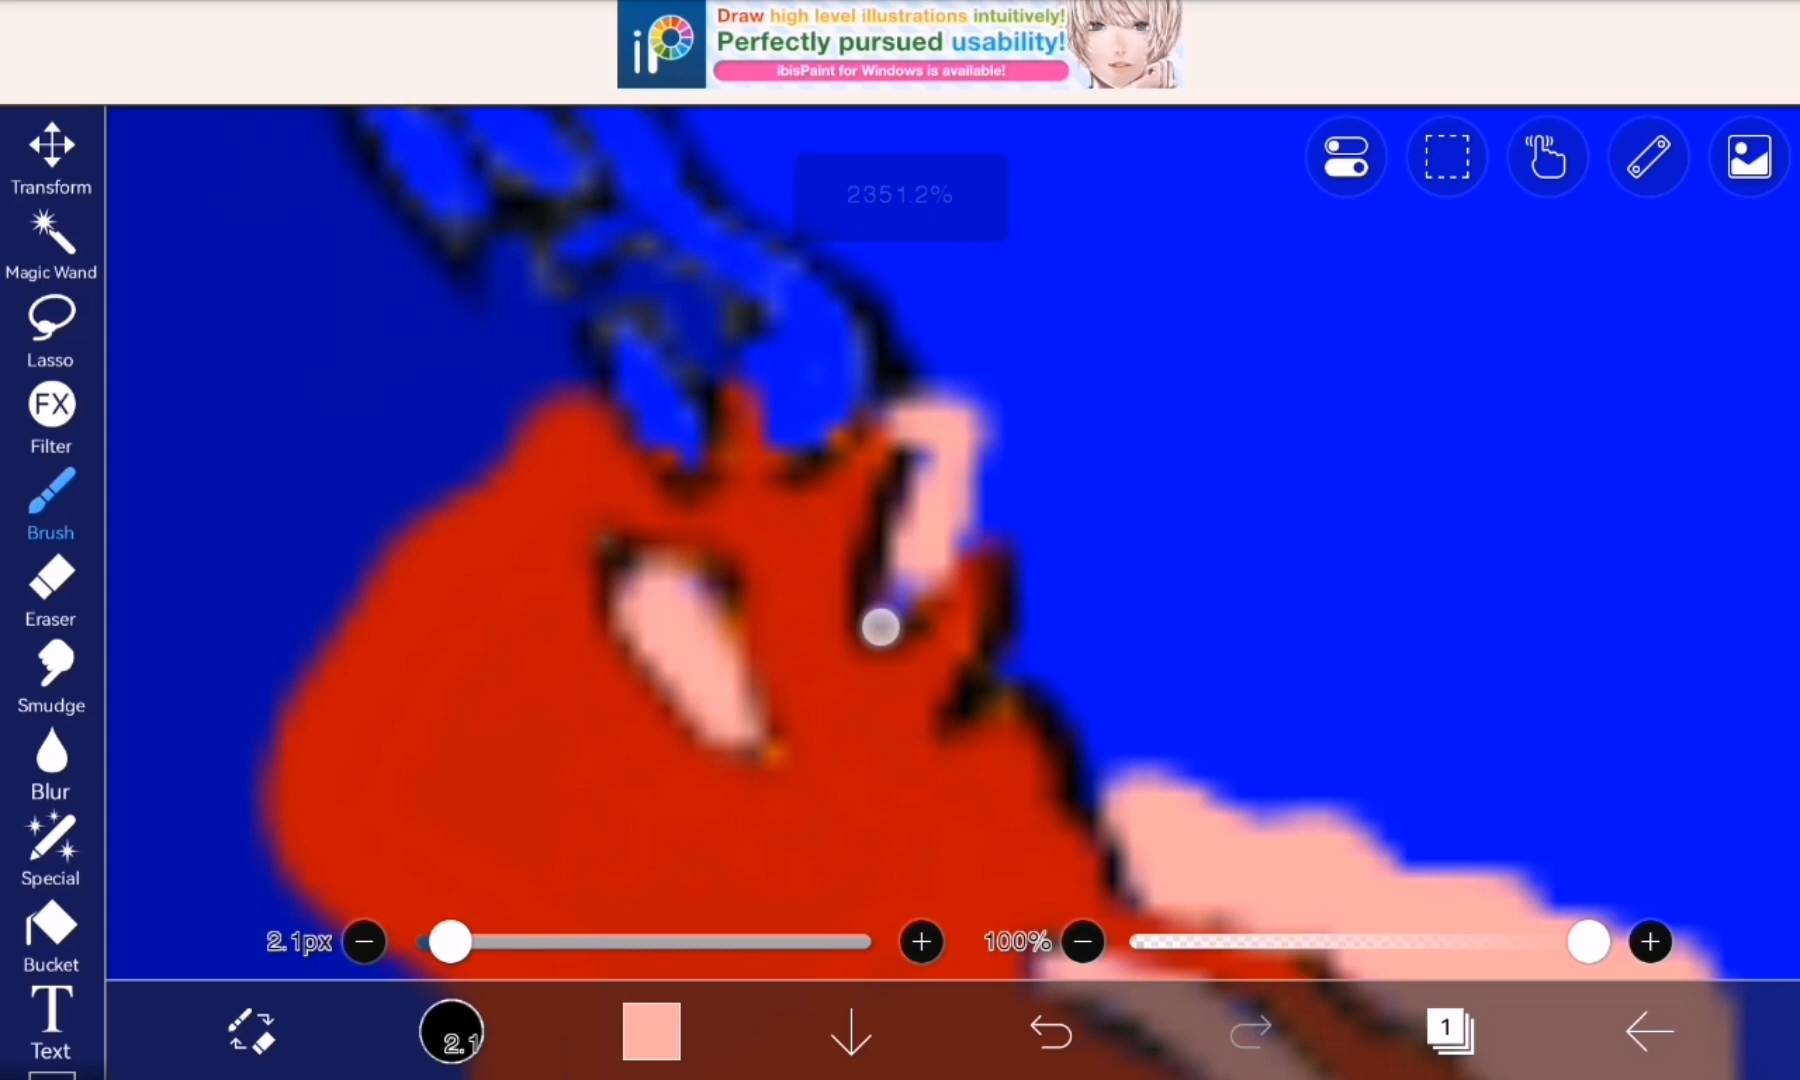 iP
Draw high level illustrations intuitively!
Perfectly pursued usability!
ibisPaint for Windows is available!
2351.2%
Transform
Magic Wand
Lasso
FX
Filter
Brush
Eraser
Smudge
Blur
Special
Bucket
T
Text
2.1px
100%
2.1
1